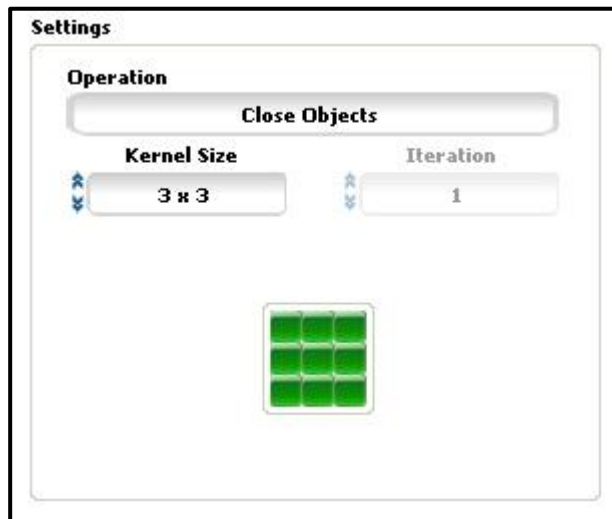 Settings
Operation
Close Objects
Kernel Size Iteration
3 x 3 1